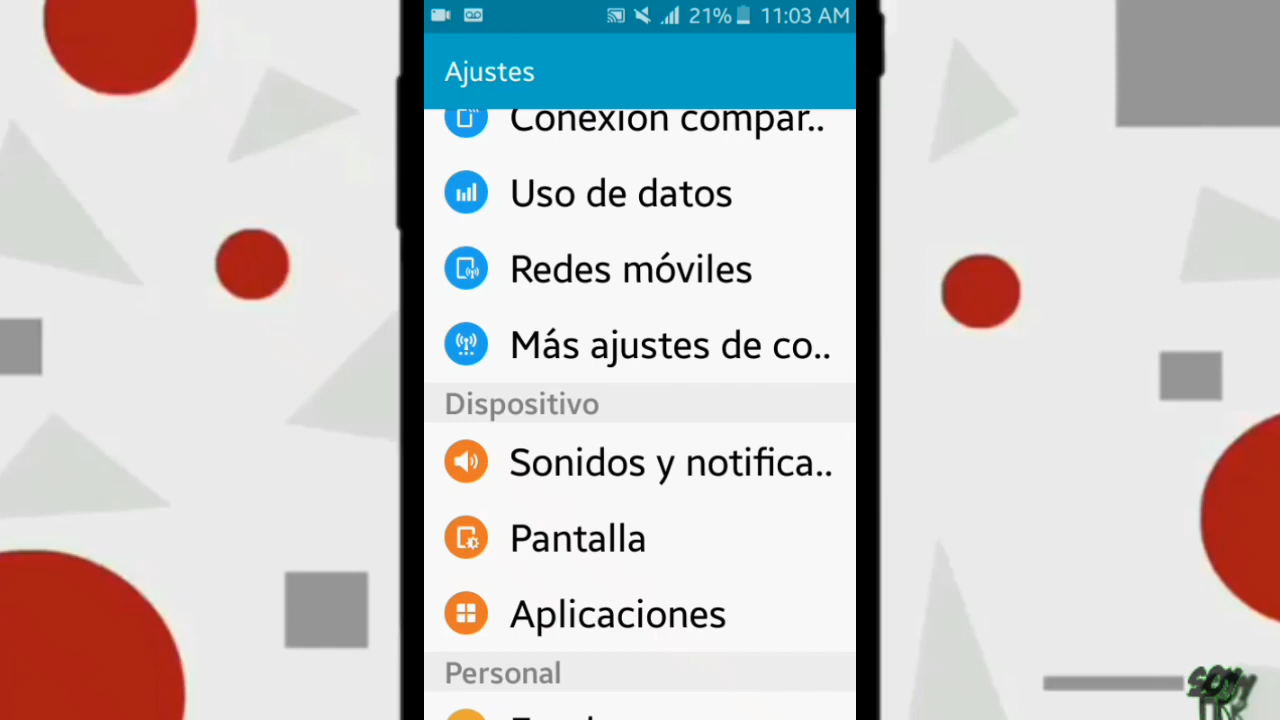 21% 11:03 AM
Ajustes
Conexión compar..
Uso de datos
Redes móviles
Más ajustes de co..
Dispositivo
Sonidos y notifica..
Pantalla
Aplicaciones
Personal